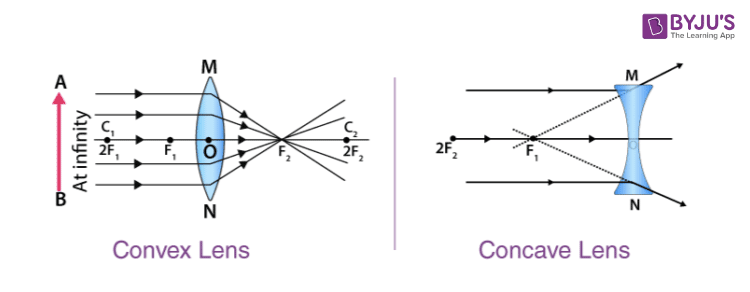 BYJU'S
The Learning App
A
B
At infinity
C₁
2F₁
F₁
M
O
N
F₂
C₂
2F₂
Convex Lens
2F₂
F₁
M
O
N
Concave Lens